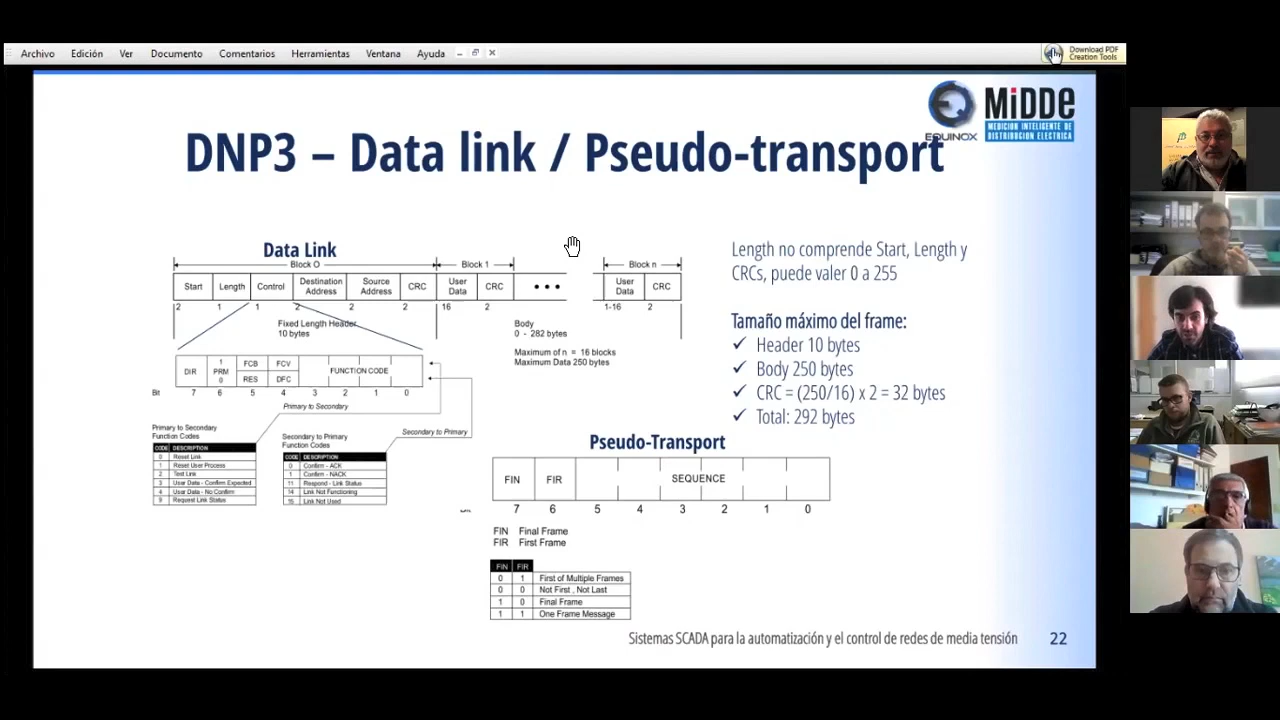 Archivo Edición Ver Documento Comentarios Herramientas Ventana Ayuda
Download PDF
Creation Tools
EQUINOX
MiDDE
MEDICION INTELIGENTE DE
DISTRIBUCION ELECTRICA
DNP3 – Data link / Pseudo-transport
Data Link
Block O Block 1 Block n
Start Length Control Destination Address Source Address CRC User Data CRC • • • User Data CRC
2 1 1 2 2 2 16 2 1-16 2
Fixed Length Header
10 bytes
Body
0 - 282 bytes
Maximum of n = 16 blocks
Maximum Data 250 bytes
DIR 1 PRM 0 FCB FCV FUNCTION CODE
RES DFC
Bit 7 6 5 4 3 2 1 0
Primary to Secondary
Secondary to Primary
Primary to Secondary
Function Codes
CODE DESCRIPTION
0 Reset Link
1 Reset User Process
2 Test Link
3 User Data - Confirm Expected
4 User Data - No Confirm
9 Request Link Status
Secondary to Primary
Function Codes
CODE DESCRIPTION
0 Confirm - ACK
1 Confirm - NACK
11 Respond - Link Status
14 Link Not Functioning
Link Not Used
Length no comprende Start, Length y
CRCs, puede valer 0 a 255
Tamaño máximo del frame:
✓ Header 10 bytes
✓ Body 250 bytes
✓ CRC = (250/16) x 2 = 32 bytes
✓ Total: 292 bytes
Pseudo-Transport
FIN FIR SEQUENCE
7 6 5 4 3 2 1 0
FIN Final Frame
FIR First Frame
FIN FIR
0 1 First of Multiple Frames
0 0 Not First , Not Last
1 0 Final Frame
1 1 One Frame Message
Sistemas SCADA para la automatización y el control de redes de media tensión 22